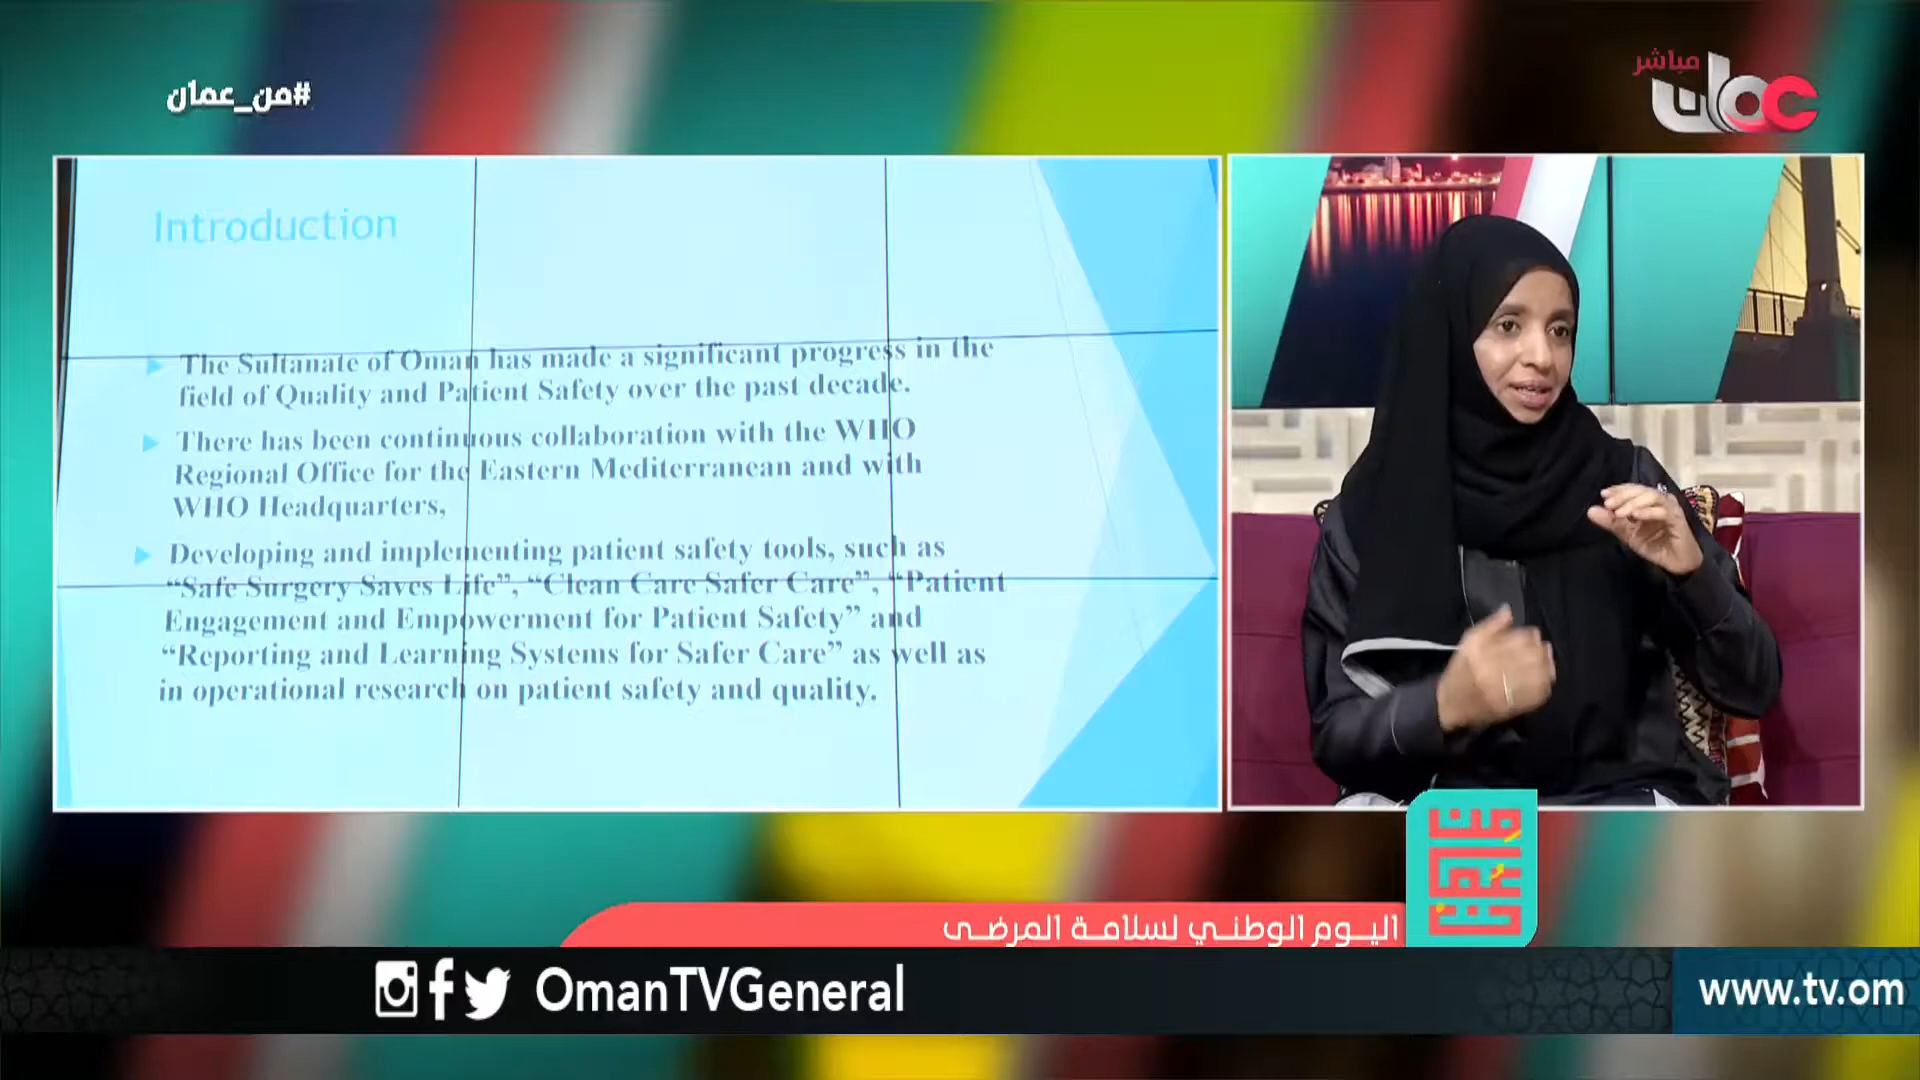 #من_عمان
مباشر
عمان
Introduction
The Sultanate of Oman has made a significant progress in the
field of Quality and Patient Safety over the past decade.
There has been continuous collaboration with the WHO
Regional Office for the Eastern Mediterranean and with
WHO Headquarters,
Developing and implementing patient safety tools, such as
“Safe Surgery Saves Life”, “Clean Care Safer Care”, “Patient
Engagement and Empowerment for Patient Safety” and
“Reporting and Learning Systems for Safer Care” as well as
in operational research on patient safety and quality.
من عمان
اليوم الوطني لسلامة المرضى
OmanTVGeneral
www.tv.om